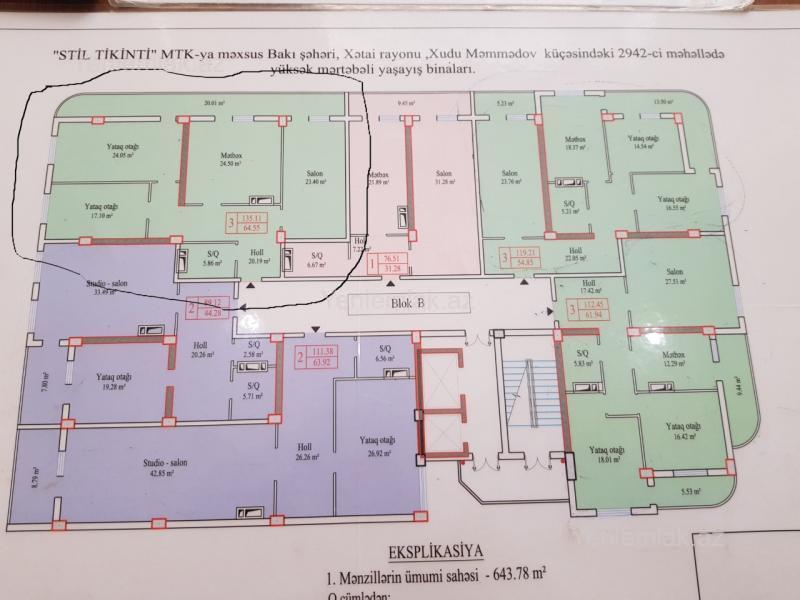 "STİL TİKİNTİ" MTK-ya məxsus Bakı şəhəri, Xətai rayonu ,Xudu Məmmədov küçəsindəki 2942-ci məhəllədə
yüksək mərtəbəli yaşayış binaları.
20.01 m²
9.45 m²
5.23 m²
13.50 m²
Yataq otağı
24.05 m²
Mətbəx
24.50 m²
Salon
23.40 m²
Yataq otağı
17.10 m²
3 135.11
64.55
S/Q
5.86 m²
Holl
20.19 m²
S/Q
6.67 m²
Mətbəx
21.89 m²
Salon
31.28 m²
Holl
7.22 m²
1 76.51
31.28
Salon
23.76 m²
Mətbəx
18.37 m²
Yataq otağı
14.54 m²
S/Q
5.21 m²
Yataq otağı
16.55 m²
3 119.21
54.85
Holl
22.05 m²
Studio - salon
33.49 m²
2 89.12
44.28
Holl
20.26 m²
S/Q
2.58 m²
S/Q
5.71 m²
Yataq otağı
19.28 m²
7.80 m²
Blok B
Yeniemlak.az
2 111.38
63.92
S/Q
6.56 m²
Studio - salon
42.85 m²
8.79 m²
Holl
26.26 m²
Yataq otağı
26.92 m²
Holl
17.42 m²
Salon
27.51 m²
3 112.45
61.94
S/Q
5.83 m²
Mətbəx
12.29 m²
9.44 m²
Yataq otağı
18.01 m²
Yataq otağı
16.42 m²
5.53 m²
Yeniemlak.az
EKSPLİKASİYA
1. Mənzillərin ümumi sahəsi - 643.78 m²
O cümlədən: